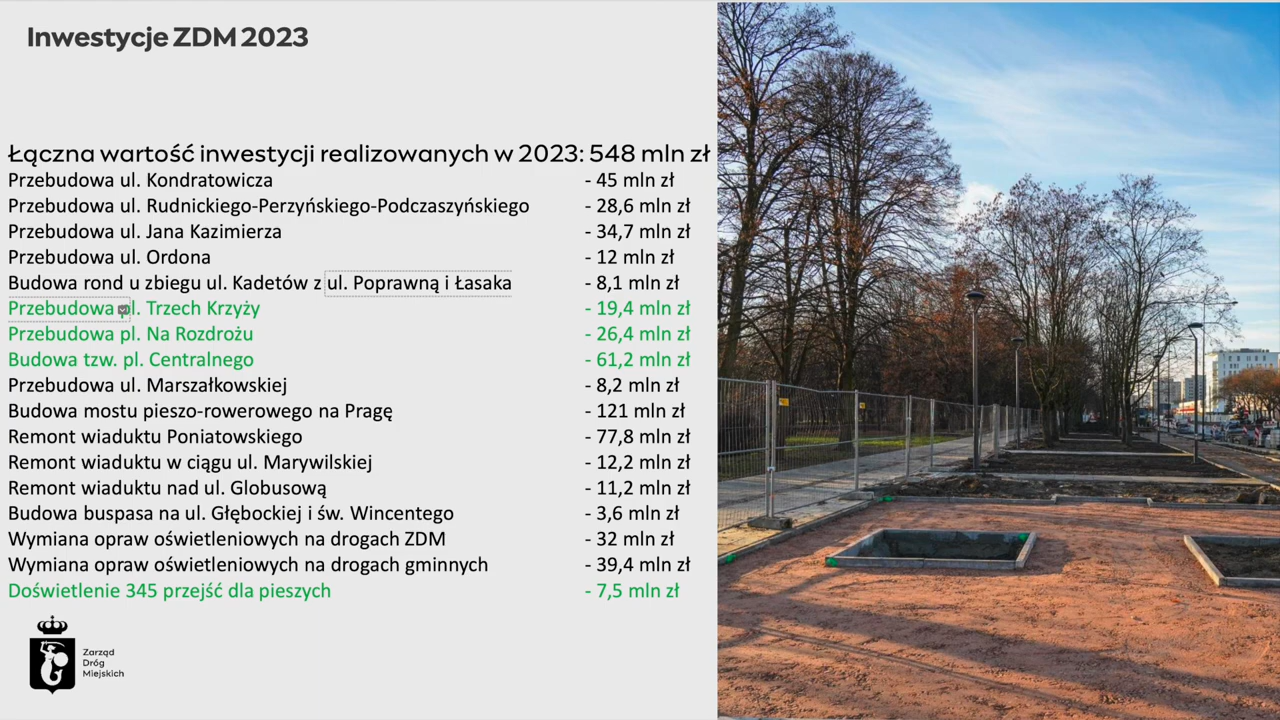 Inwestycje ZDM 2023
Łączna wartość inwestycji realizowanych w 2023: 548 mln zł
Przebudowa ul. Kondratowicza - 45 mln zł
Przebudowa ul. Rudnickiego-Perzyńskiego-Podczaszyńskiego - 28,6 mln zł
Przebudowa ul. Jana Kazimierza - 34,7 mln zł
Przebudowa ul. Ordona - 12 mln zł
Budowa rond u zbiegu ul. Kadetów z ul. Poprawną i Łasaka - 8,1 mln zł
Przebudowa pl. Trzech Krzyży - 19,4 mln zł
Przebudowa pl. Na Rozdrożu - 26,4 mln zł
Budowa tzw. pl. Centralnego - 61,2 mln zł
Przebudowa ul. Marszałkowskiej - 8,2 mln zł
Budowa mostu pieszo-rowerowego na Pragę - 121 mln zł
Remont wiaduktu Poniatowskiego - 77,8 mln zł
Remont wiaduktu w ciągu ul. Marywilskiej - 12,2 mln zł
Remont wiaduktu nad ul. Globusową - 11,2 mln zł
Budowa buspasa na ul. Głębockiej i św. Wincentego - 3,6 mln zł
Wymiana opraw oświetleniowych na drogach ZDM - 32 mln zł
Wymiana opraw oświetleniowych na drogach gminnych - 39,4 mln zł
Doświetlenie 345 przejść dla pieszych - 7,5 mln zł
Zarząd
Dróg
Miejskich